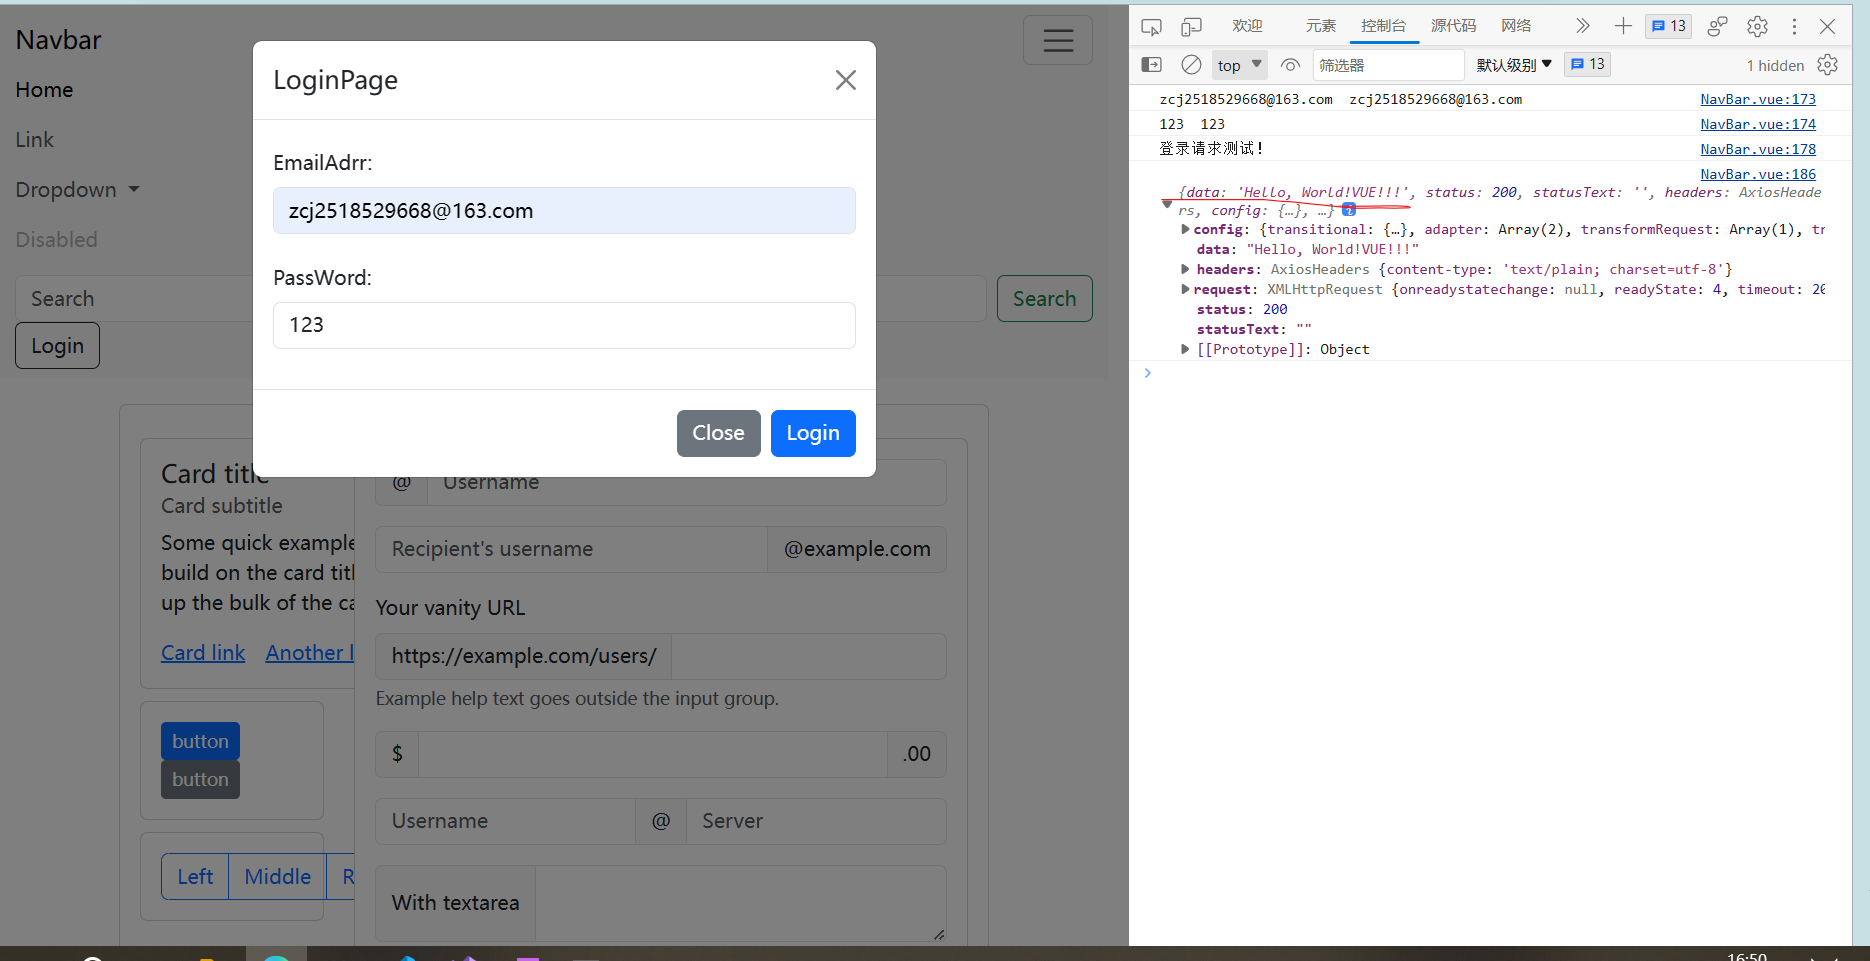 Navbar
Home
Link
Dropdown
Disabled
Search
Search
Login
LoginPage
EmailAdrr:
zcj2518529668@163.com
PassWord:
123
Close
Login
Card title
Card subtitle
Some quick example
build on the card titl
up the bulk of the ca
Card link Another l
button
button
Left Middle R
@ Username
Recipient's username @example.com
Your vanity URL
https://example.com/users/
Example help text goes outside the input group.
$ .00
Username @ Server
With textarea
欢迎 元素 控制台 源代码 网络 13
top 筛选器 默认级别 13 1 hidden
zcj2518529668@163.com zcj2518529668@163.com NavBar.vue:173
123 123 NavBar.vue:174
登录请求测试! NavBar.vue:178
NavBar.vue:186
{data: 'Hello, World!VUE!!!', status: 200, statusText: '', headers: AxiosHeade
rs, config: {…}, …} i
config: {transitional: {…}, adapter: Array(2), transformRequest: Array(1), tr
data: "Hello, World!VUE!!!"
headers: AxiosHeaders {content-type: 'text/plain; charset=utf-8'}
request: XMLHttpRequest {onreadystatechange: null, readyState: 4, timeout: 20
status: 200
statusText: ""
[[Prototype]]: Object
16:50